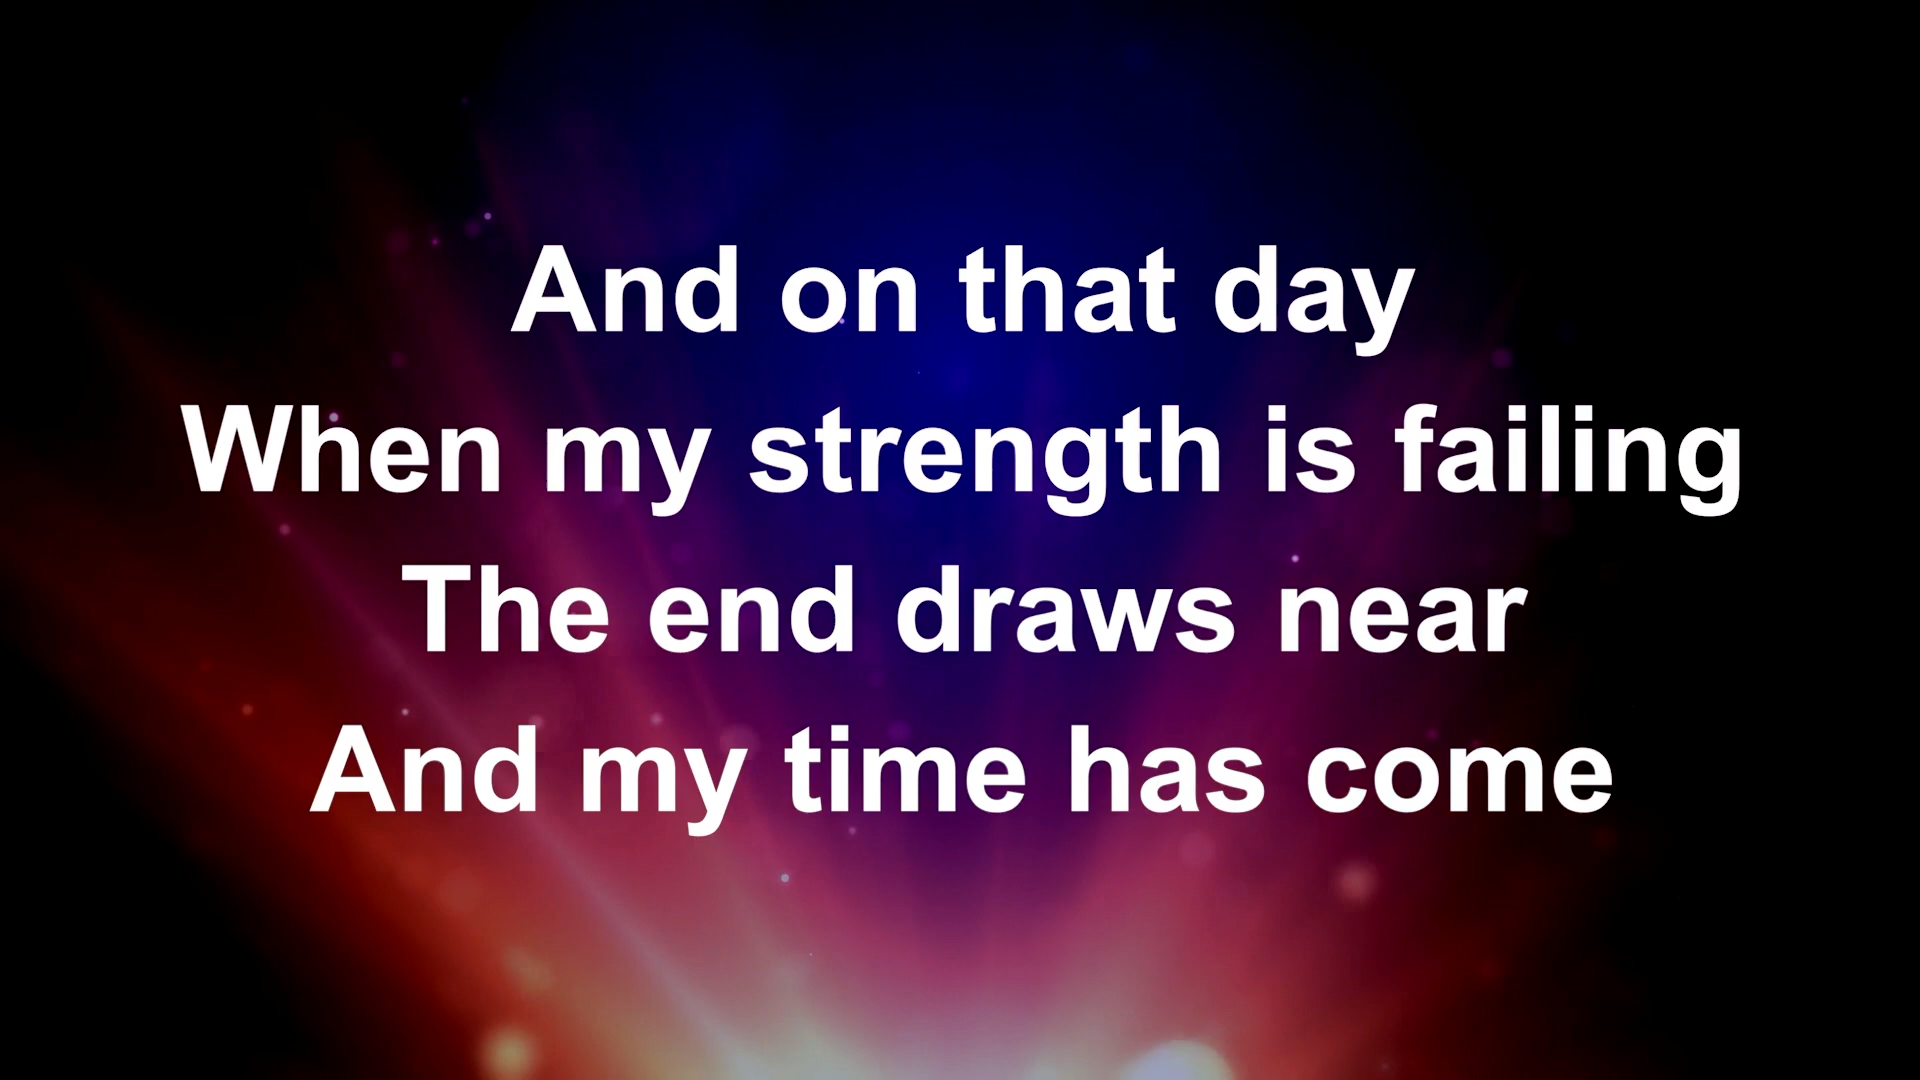 And on that day
When my strength is failing
The end draws near
And my time has come